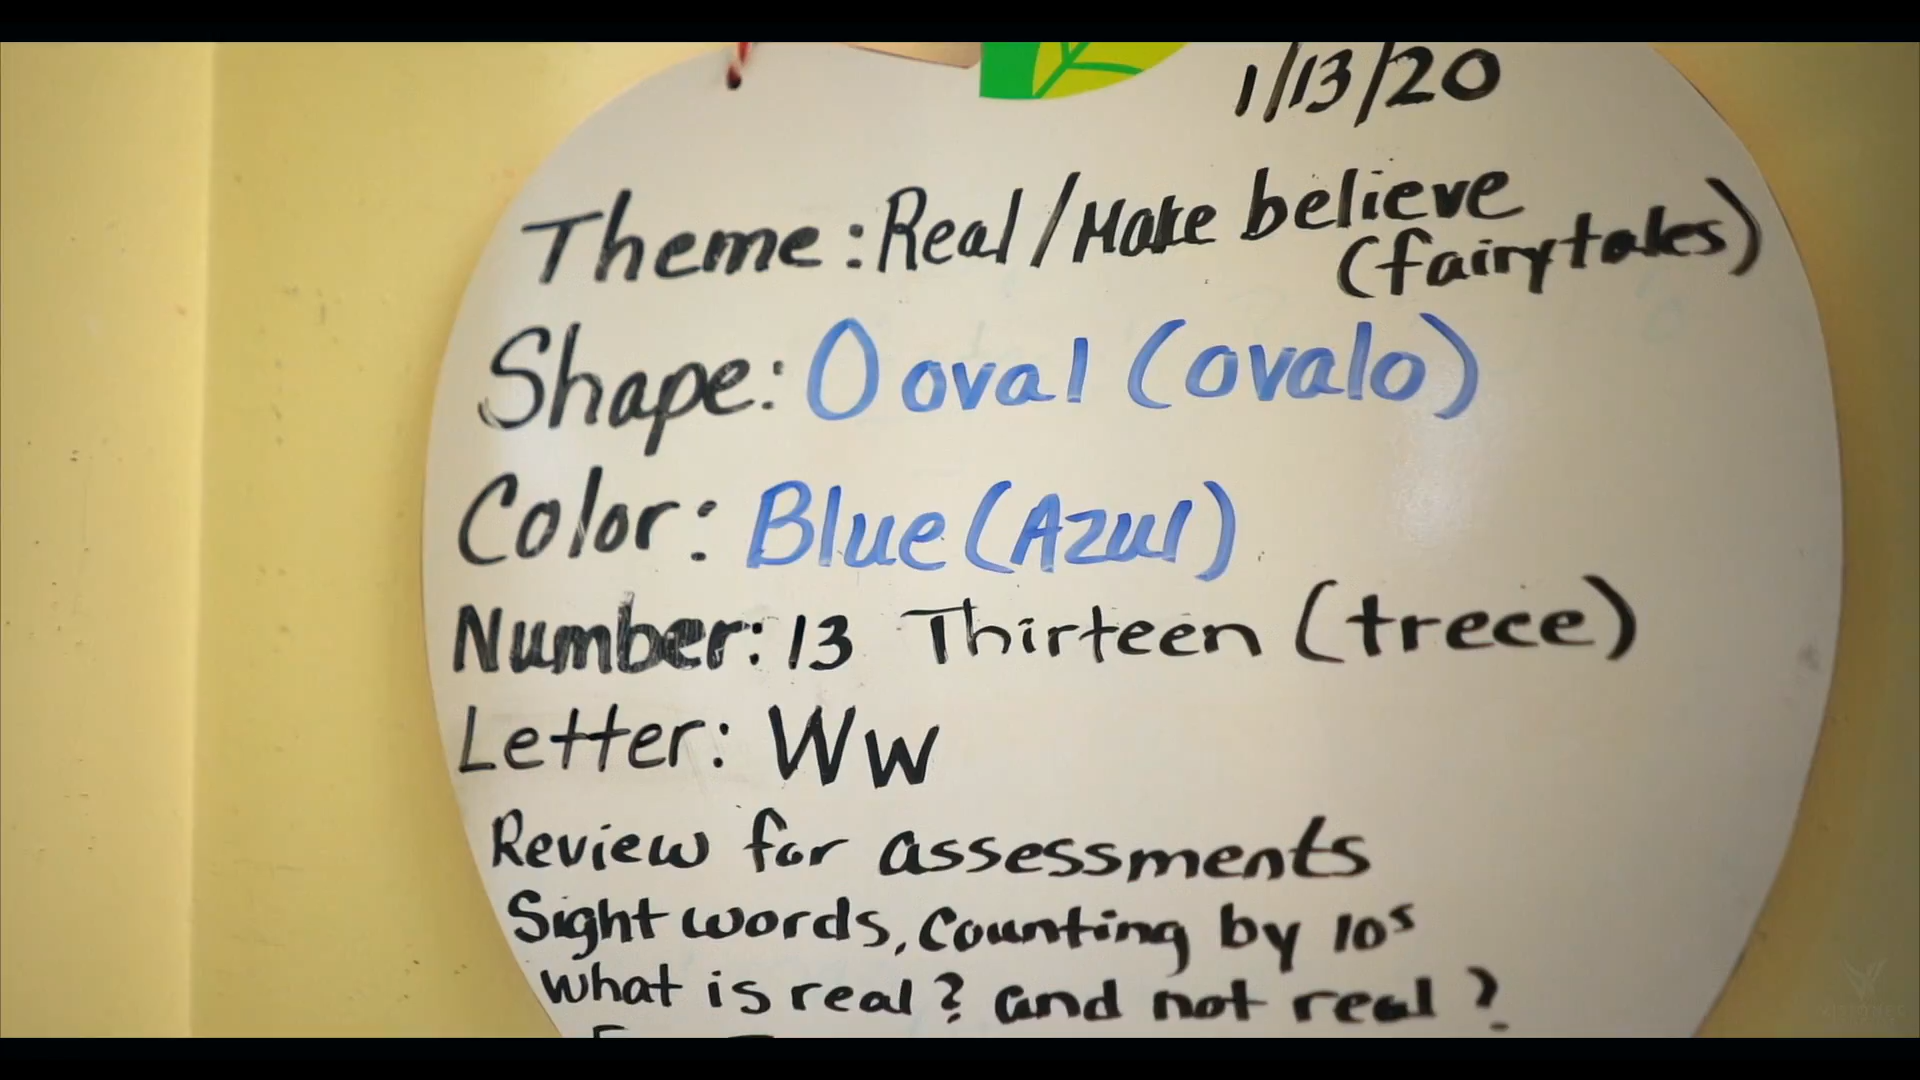 1/13/20
Theme: Real/Make believe
(fairytales)
Shape: O oval (ovalo)
Color: Blue (Azul)
Number: 13 Thirteen (trece)
Letter: Ww
Review for assessments
Sight words, counting by 10s
what is real? and not real?